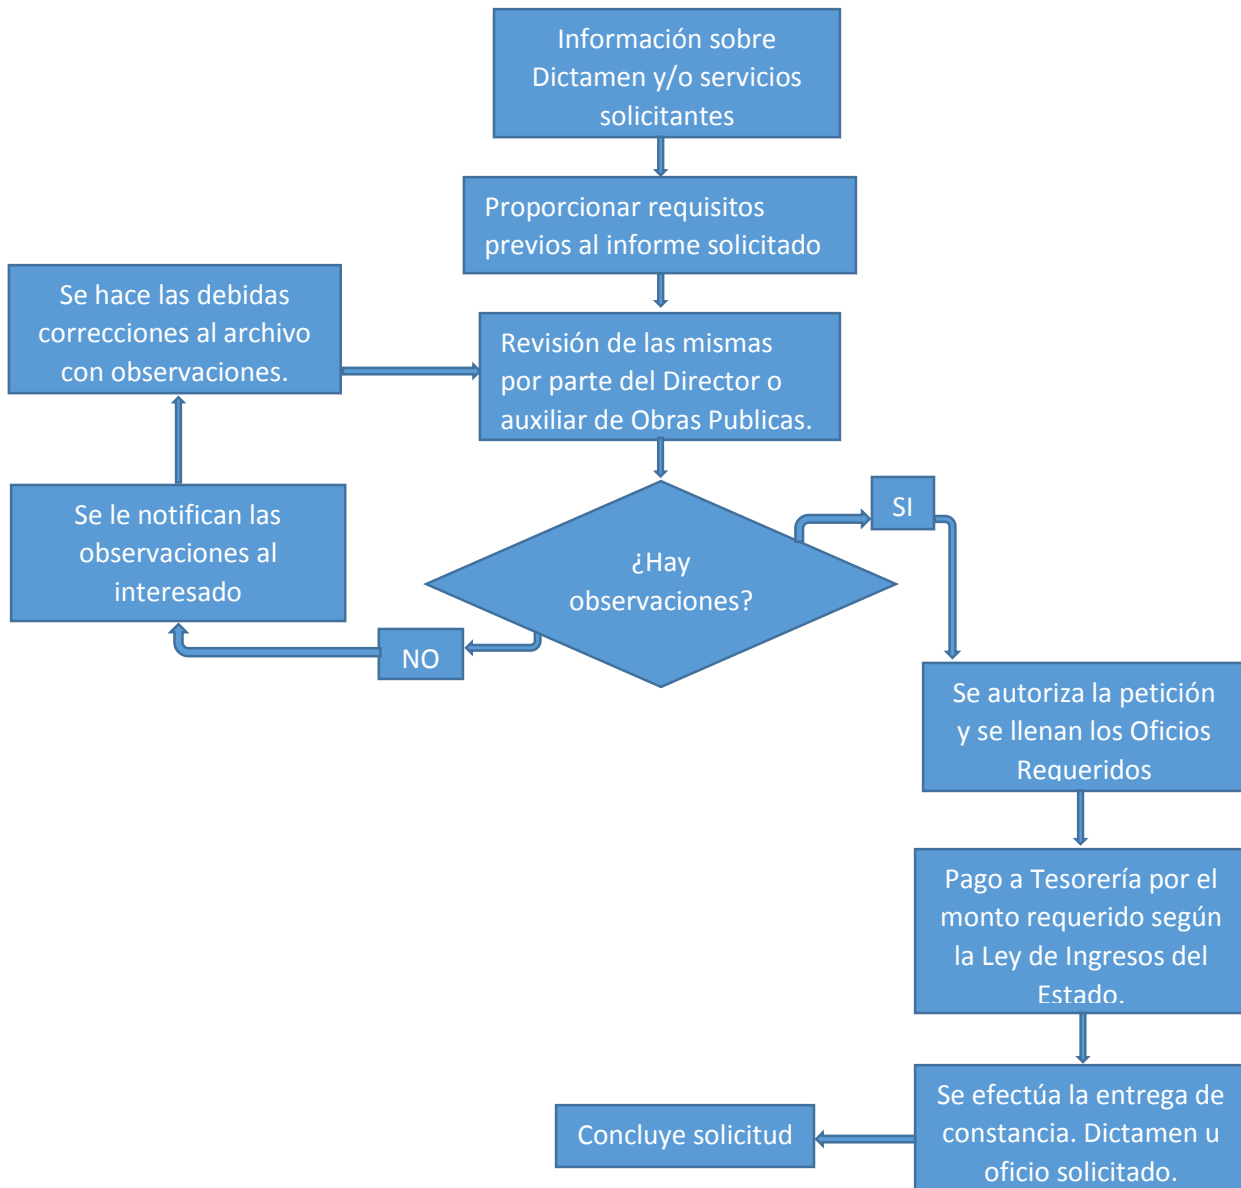 Información sobre
Dictamen y/o servicios
solicitantes
Proporcionar requisitos
previos al informe solicitado
Se hace las debidas
correcciones al archivo
con observaciones.
Revisión de las mismas
por parte del Director o
auxiliar de Obras Publicas.
Se le notifican las
observaciones al
interesado
SI
¿Hay
observaciones?
NO
Se autoriza la petición
y se llenan los Oficios
Requeridos
Pago a Tesorería por el
monto requerido según
la Ley de Ingresos del
Estado.
Se efectúa la entrega de
constancia. Dictamen u
oficio solicitado.
Concluye solicitud